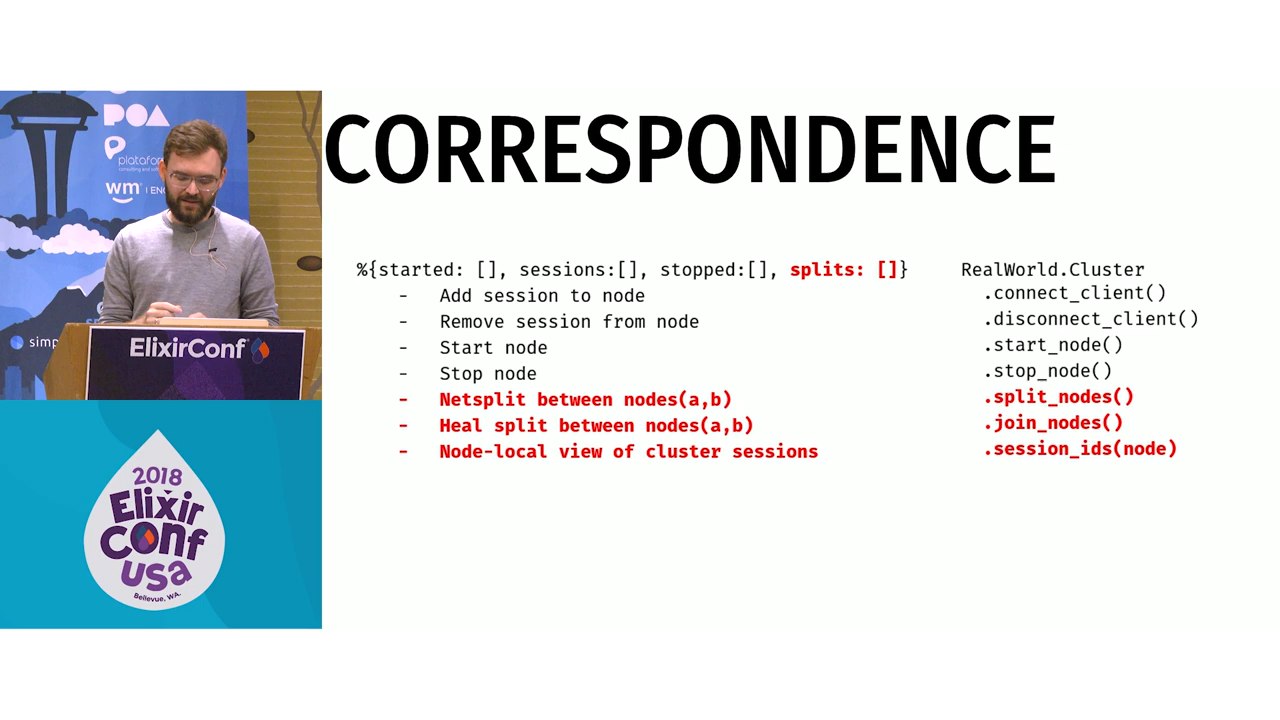 CORRESPONDENCE
%{started: [], sessions:[], stopped:[], splits: []}
- Add session to node
- Remove session from node
- Start node
- Stop node
- Netsplit between nodes(a,b)
- Heal split between nodes(a,b)
- Node-local view of cluster sessions
RealWorld.Cluster
.connect_client()
.disconnect_client()
.start_node()
.stop_node()
.split_nodes()
.join_nodes()
.session_ids(node)
POA
wm
ElixirConf
2018
Elixir
Conf
USA
Bellevue, WA.